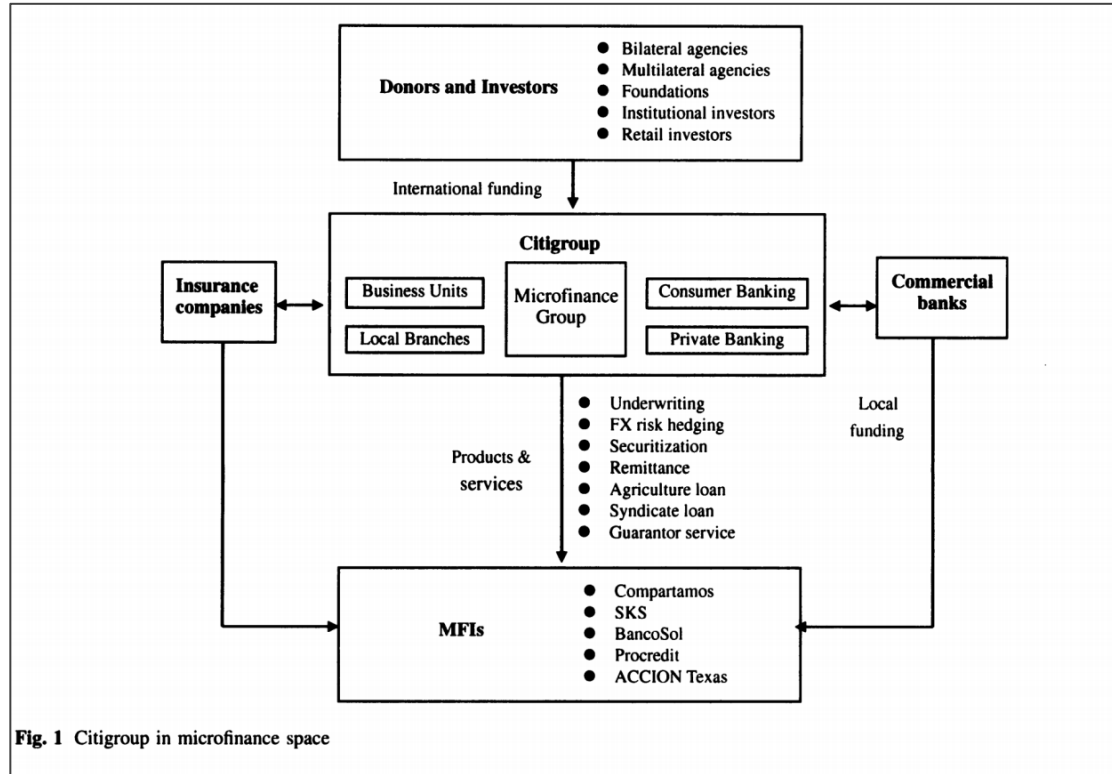 Donors and Investors
● Bilateral agencies
● Multilateral agencies
● Foundations
● Institutional investors
● Retail investors
International funding
Citigroup
Insurance
companies
Business Units
Local Branches
Microfinance
Group
Consumer Banking
Private Banking
Commercial
banks
Products &
services
● Underwriting
● FX risk hedging
● Securitization
● Remittance
● Agriculture loan
● Syndicate loan
● Guarantor service
Local
funding
MFIs
● Compartamos
● SKS
● BancoSol
● Procredit
● ACCION Texas
Fig. 1 Citigroup in microfinance space